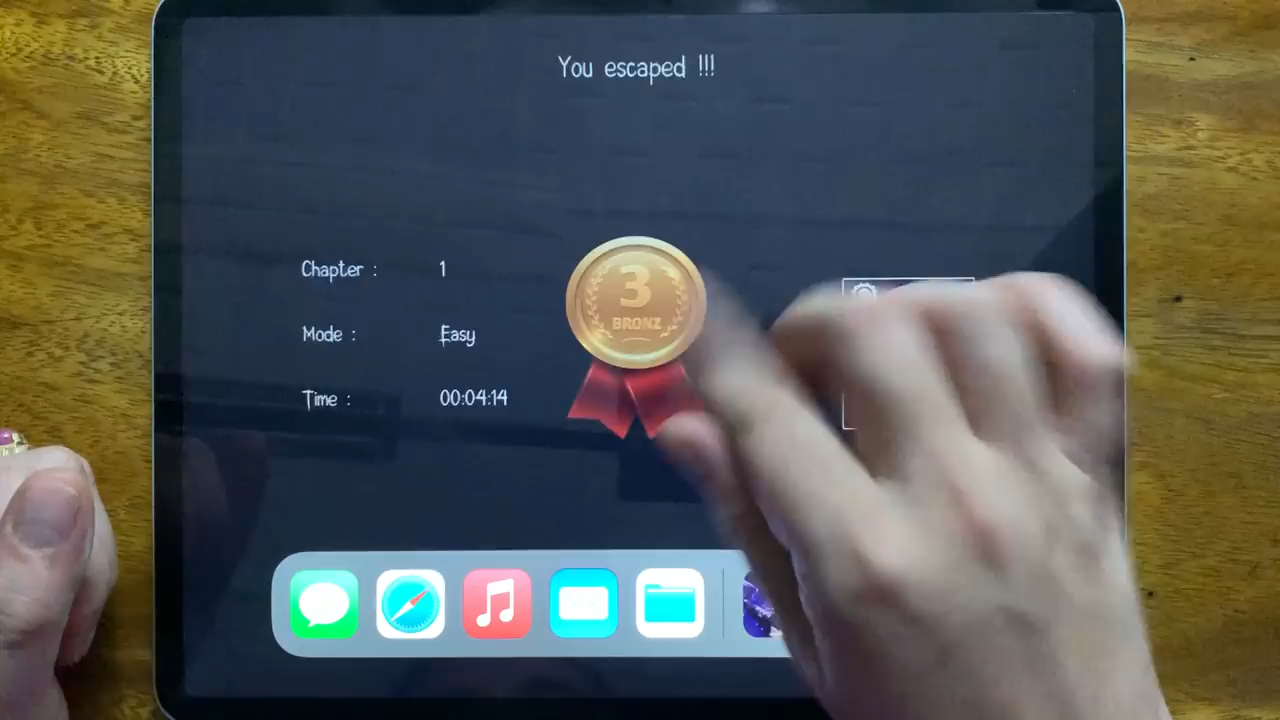 You escaped !!!
Chapter : 1
Mode : Easy
Time : 00:04:14
3
BRONZ